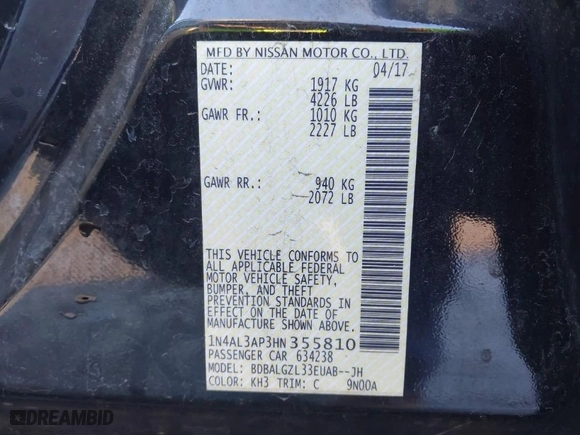 MFD BY NISSAN MOTOR CO., LTD.
DATE: 04/17
GVWR: 1917 KG
4226 LB
GAWR FR.: 1010 KG
2227 LB
GAWR RR.: 940 KG
2072 LB
THIS VEHICLE CONFORMS TO
ALL APPLICABLE FEDERAL
MOTOR VEHICLE SAFETY,
BUMPER, AND THEFT
PREVENTION STANDARDS IN
EFFECT ON THE DATE OF
MANUFACTURE SHOWN ABOVE.
1N4AL3AP3HN355810
PASSENGER CAR 634238
MODEL: BDBALGZL33EUAB--JH
COLOR: KH3 TRIM: C 9N00A
DREAMBID